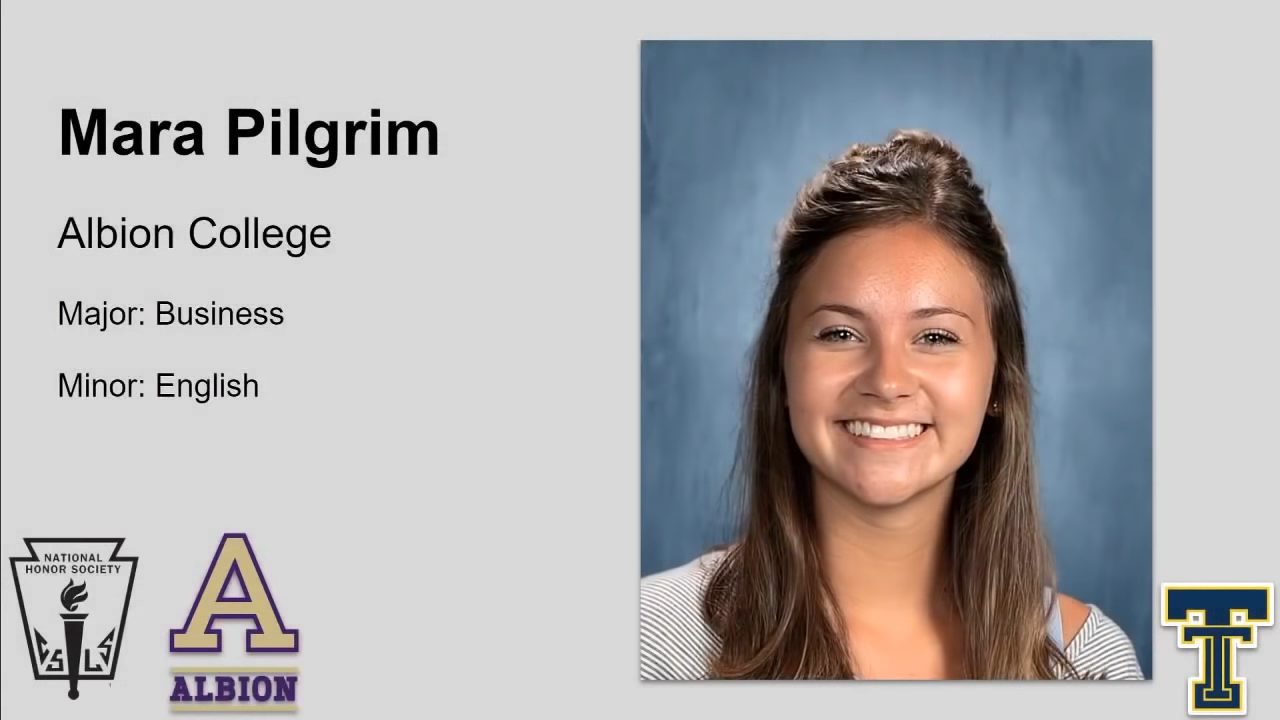 Mara Pilgrim
Albion College
Major: Business
Minor: English
NATIONAL
HONOR SOCIETY
C S L S
A
ALBION
T